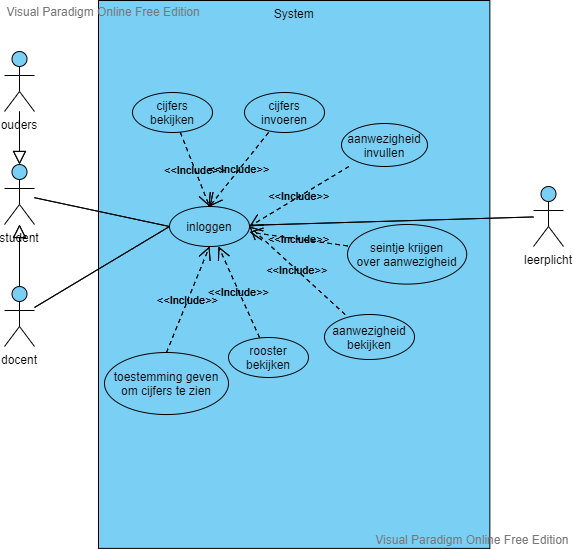 Visual Paradigm Online Free Edition
System
ouders
student
docent
leerplicht
cijfers
bekijken
cijfers
invoeren
aanwezigheid
invullen
<<Include>>
<<Include>>
<<Include>>
inloggen
<<Include>>
seintje krijgen
over aanwezigheid
<<Include>>
<<Include>>
<<Include>>
aanwezigheid
bekijken
rooster
bekijken
toestemming geven
om cijfers te zien
Visual Paradigm Online Free Edition